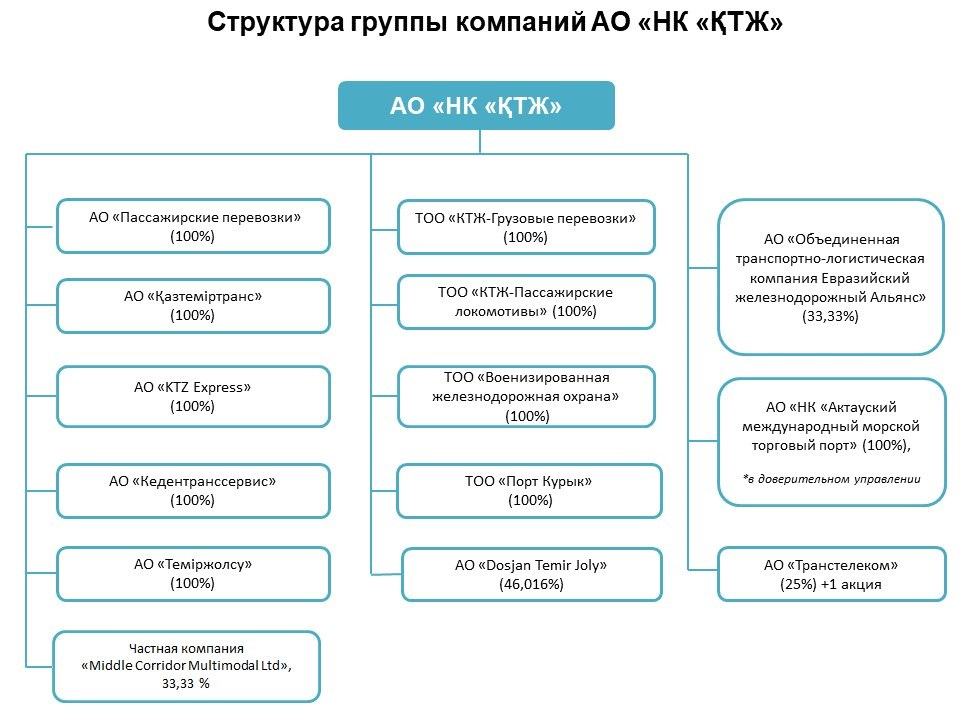 Структура группы компаний АО «НК «ҚТЖ»
АО «НК «ҚТЖ»
АО «Пассажирские перевозки»
(100%)
АО «Қазтеміртранс»
(100%)
АО «KTZ Express»
(100%)
АО «Кедентранссервис»
(100%)
АО «Теміржолсу»
(100%)
Частная компания
«Middle Corridor Multimodal Ltd»,
33,33 %
ТОО «КТЖ-Грузовые перевозки»
(100%)
ТОО «КТЖ-Пассажирские
локомотивы» (100%)
ТОО «Военизированная
железнодорожная охрана»
(100%)
ТОО «Порт Курык»
(100%)
АО «Dosjan Temir Joly»
(46,016%)
АО «Объединенная
транспортно-логистическая
компания Евразийский
железнодорожный Альянс»
(33,33%)
АО «НК «Актауский
международный морской
торговый порт» (100%),
*в доверительном управлении
АО «Транстелеком»
(25%) +1 акция